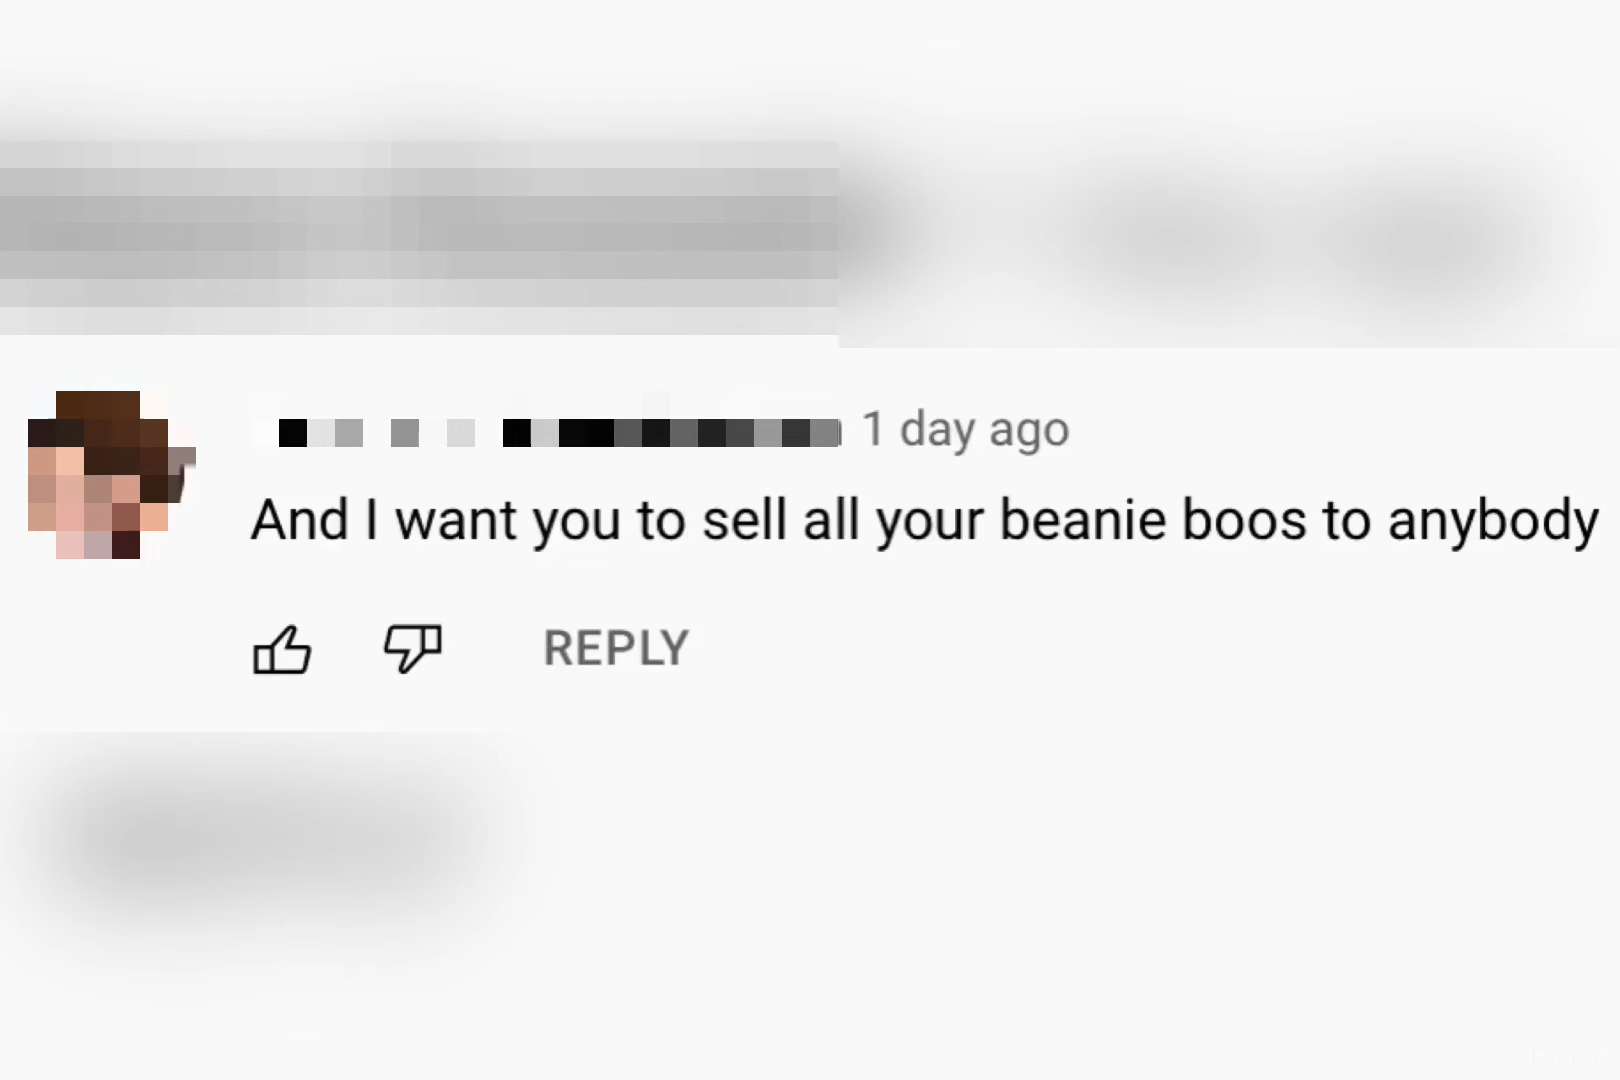 1 day ago
And I want you to sell all your beanie boos to anybody
REPLY